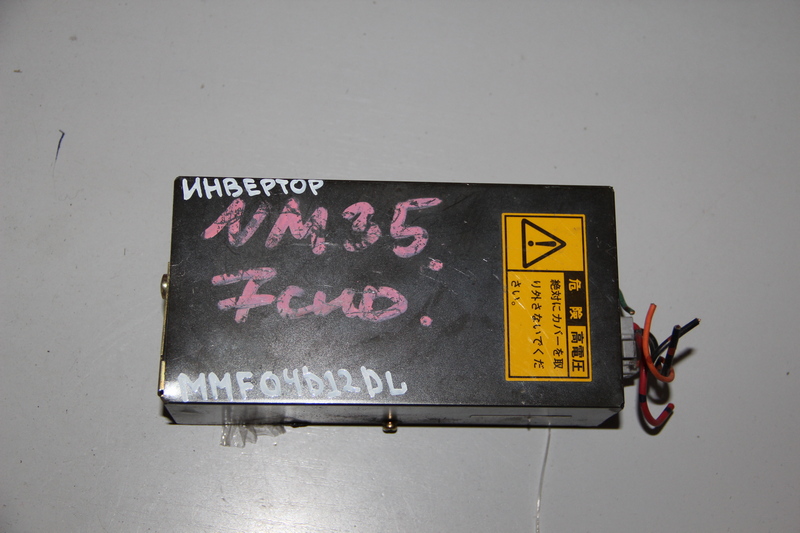 ИНВЕРТОР
NM35.
7сид.
MMF04D12DL
危険 高電圧
絶対にカバーを取
り外さないでくだ
さい。